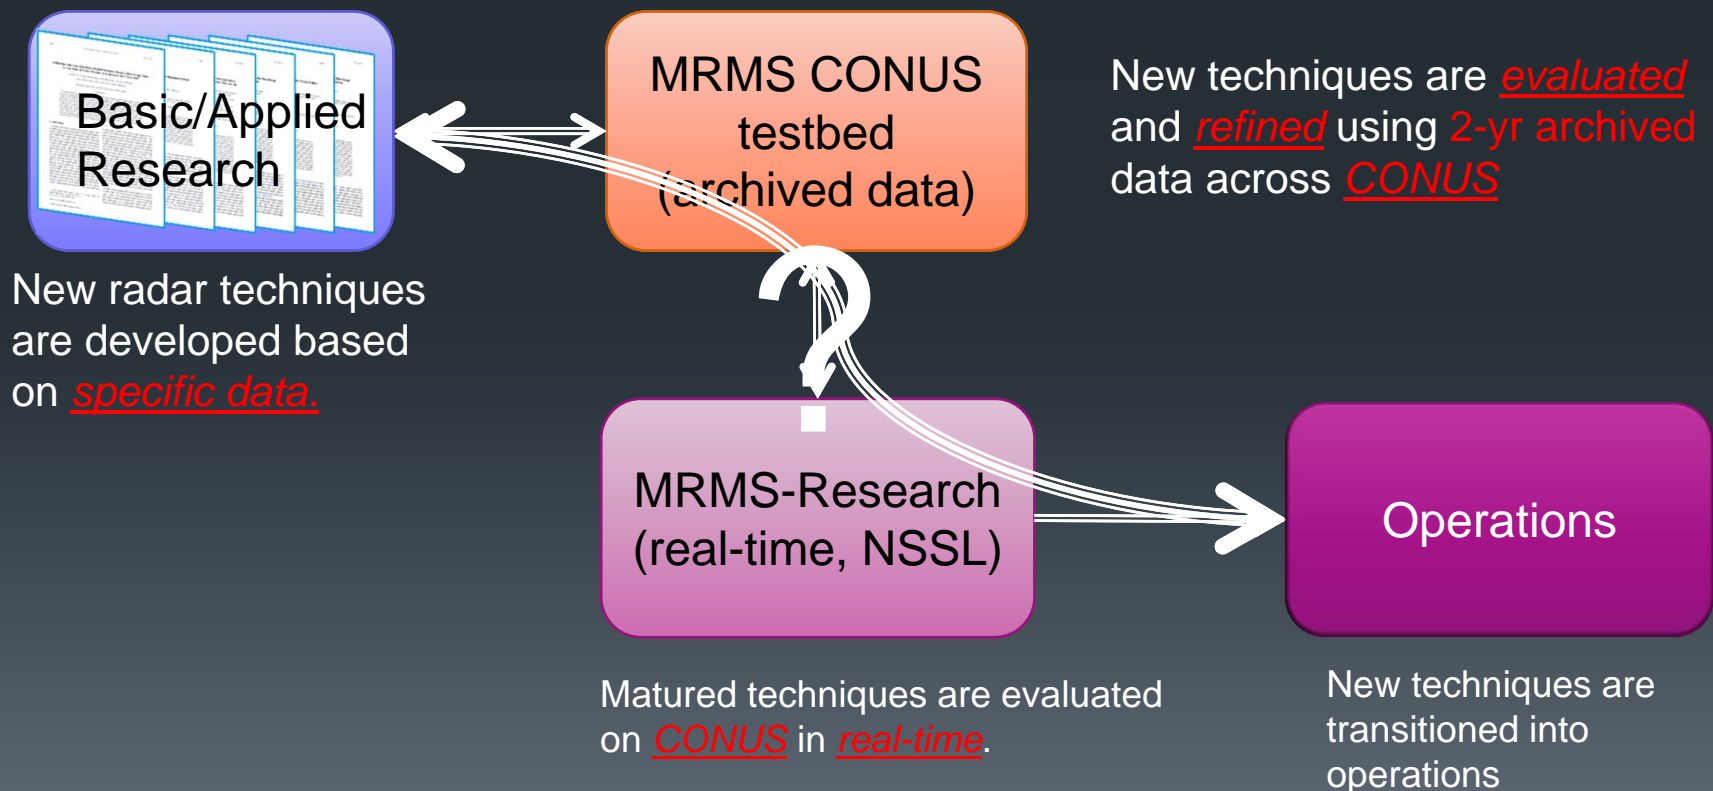 Basic/Applied
Research
MRMS CONUS
testbed
(archived data)
New techniques are evaluated
and refined using 2-yr archived
data across CONUS
New radar techniques
are developed based
on specific data.
?
MRMS-Research
(real-time, NSSL)
Operations
Matured techniques are evaluated
on CONUS in real-time.
New techniques are
transitioned into
operations